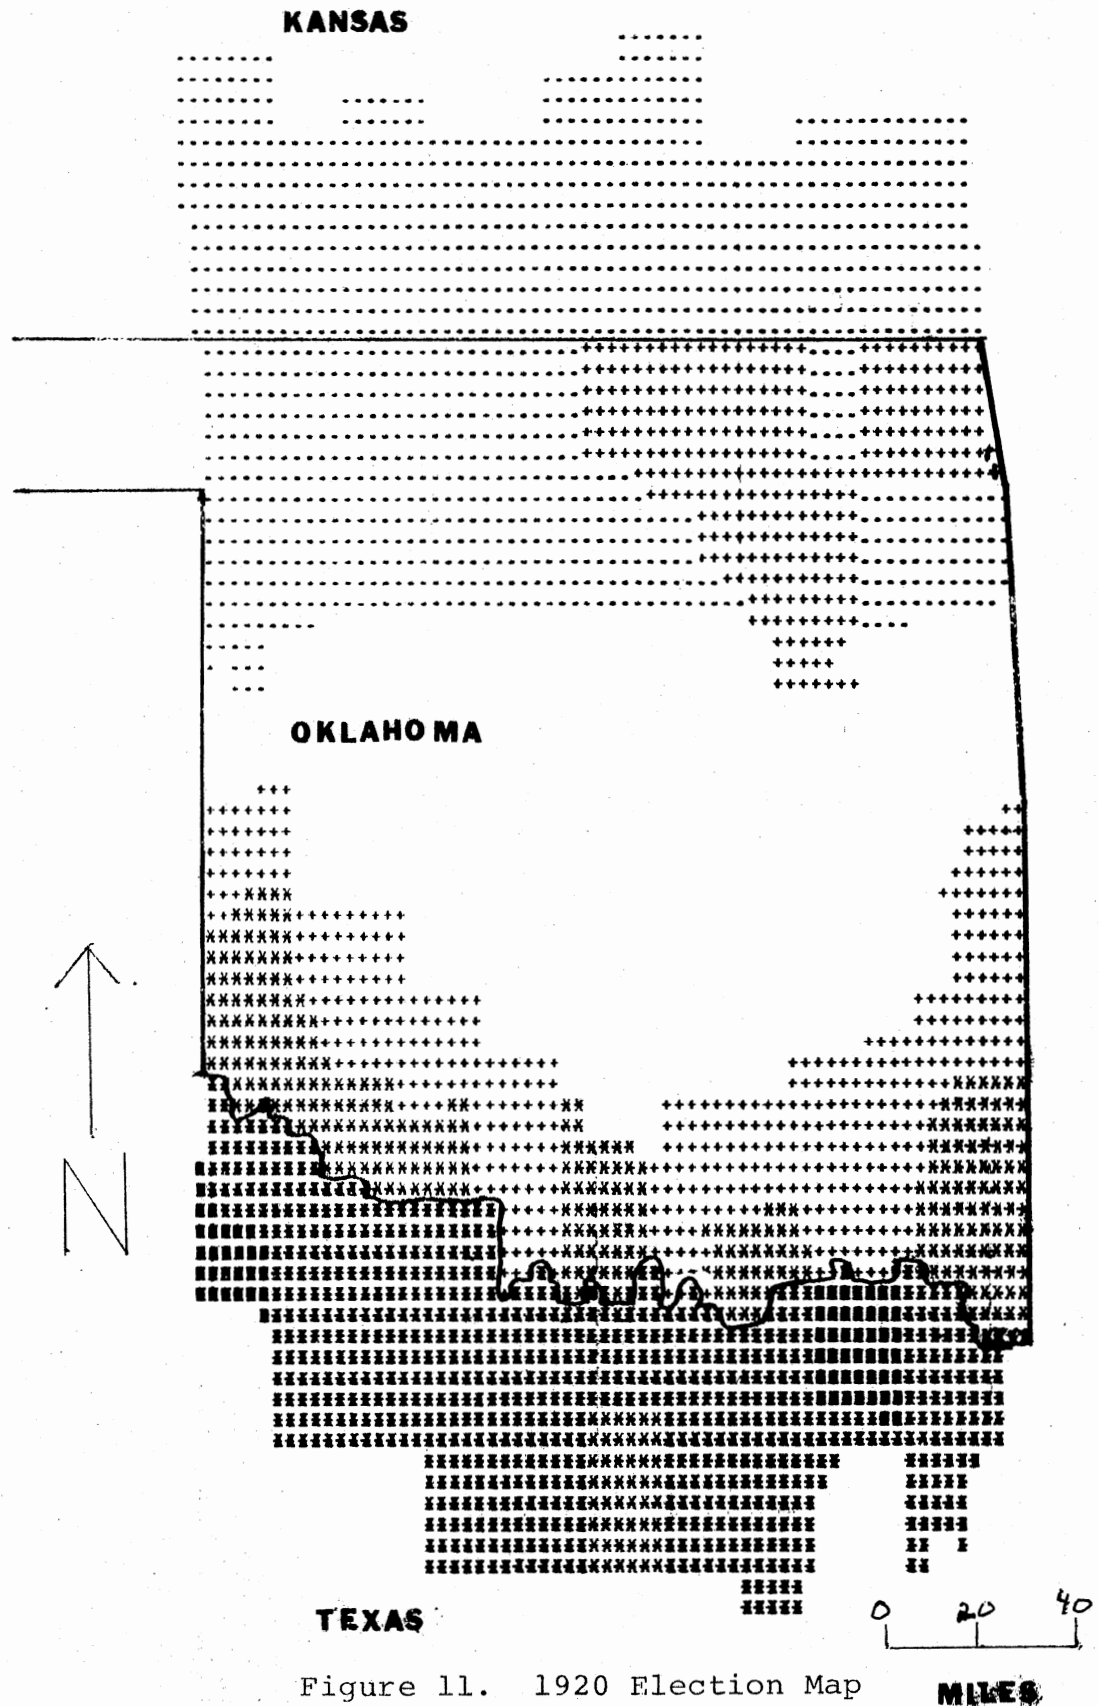 KANSAS
OKLAHOMA
N
TEXAS
0 20 40
MILES
Figure 11. 1920 Election Map